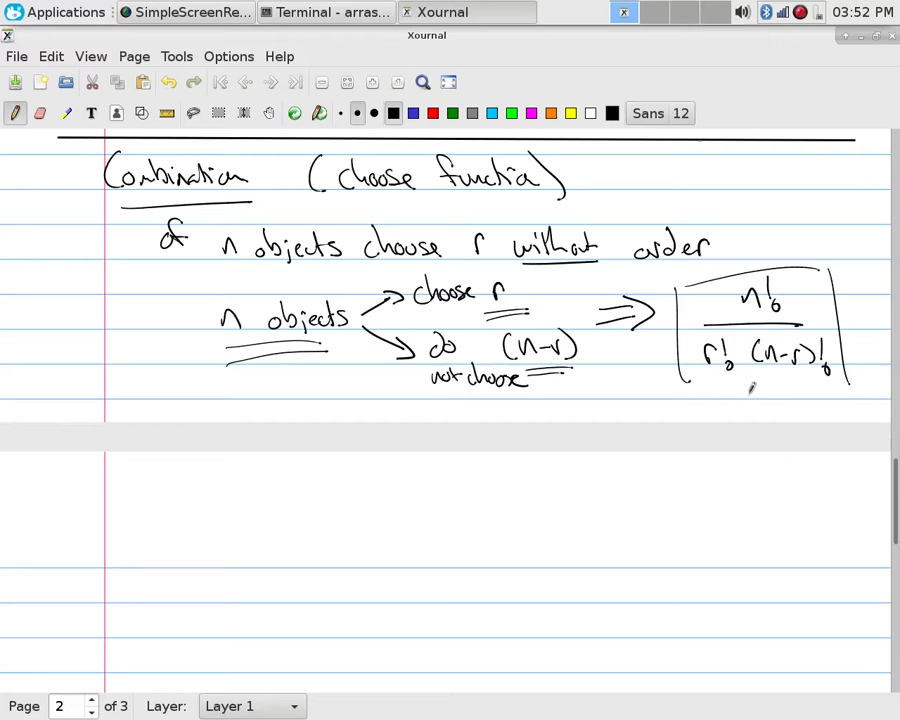 Applications SimpleScreenRe... Terminal - arras... Xournal 03:52 PM
Xournal
File Edit View Page Tools Options Help
T Sans 12
Combination (choose function)
of n objects choose r without order
n objects choose r ⇒ n!
do not choose (n-r) r! (n-r)!
Page 2 of 3 Layer: Layer 1